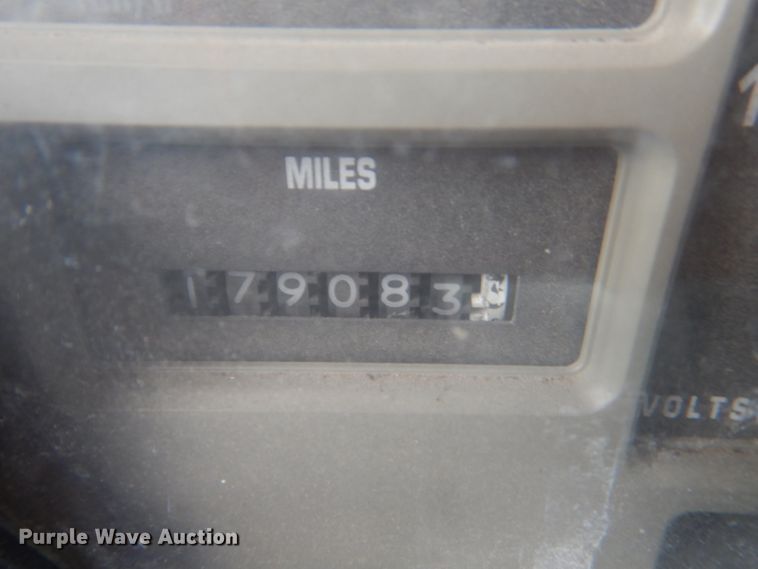 MILES
179083
VOLTS
Purple Wave Auction